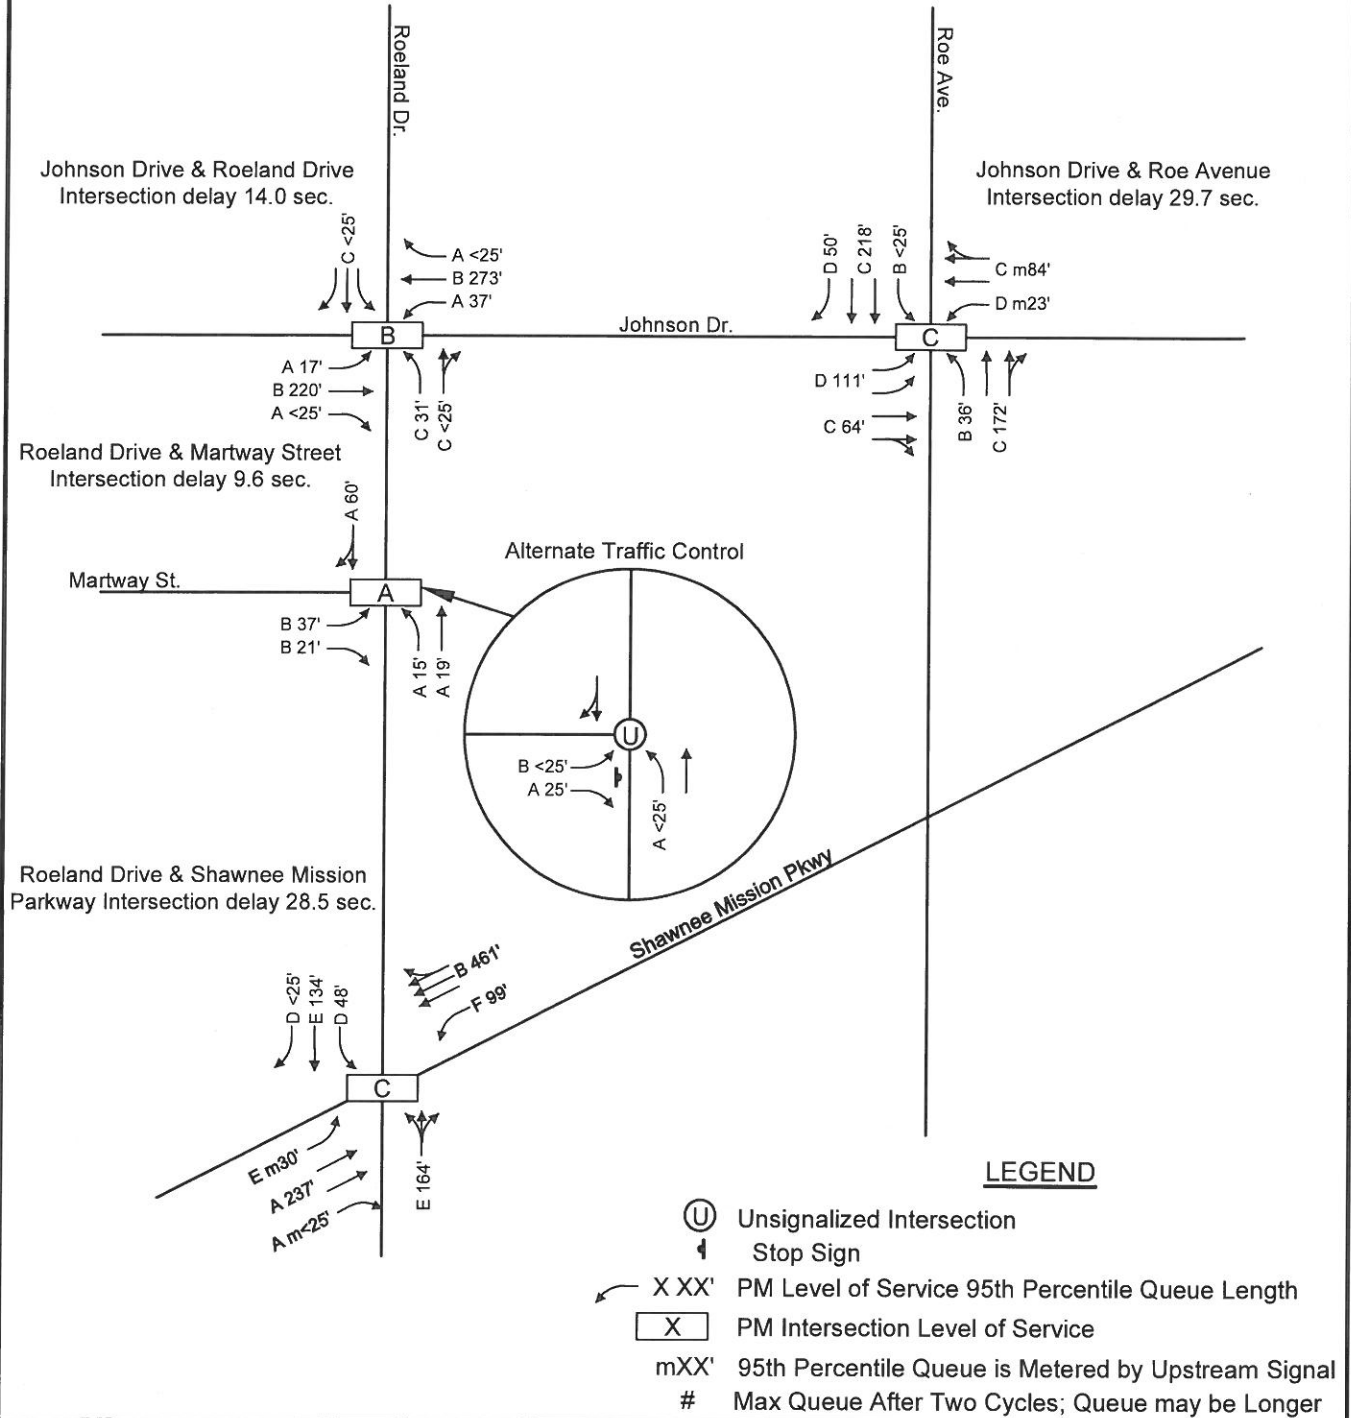 Roeland Dr.
Roe Ave.
Johnson Drive & Roeland Drive
Intersection delay 14.0 sec.
Johnson Drive & Roe Avenue
Intersection delay 29.7 sec.
C <25'
A <25'
B 273'
A 37'
D 50'
C 218'
B <25'
C m84'
D m23'
Johnson Dr.
B
C
A 17'
B 220'
A <25'
C 31'
C <25'
D 111'
C 64'
B 36'
C 172'
Roeland Drive & Martway Street
Intersection delay 9.6 sec.
A 60'
Alternate Traffic Control
Martway St.
A
B 37'
B 21'
A 15'
A 19'
U
B <25'
A 25'
A <25'
Shawnee Mission Pkwy
Roeland Drive & Shawnee Mission
Parkway Intersection delay 28.5 sec.
D <25'
E 134'
D 48'
B 461'
F 99'
C
E m30'
A 237'
A m<25'
E 164'
LEGEND
U Unsignalized Intersection
Stop Sign
X XX' PM Level of Service 95th Percentile Queue Length
X PM Intersection Level of Service
mXX' 95th Percentile Queue is Metered by Upstream Signal
# Max Queue After Two Cycles; Queue may be Longer